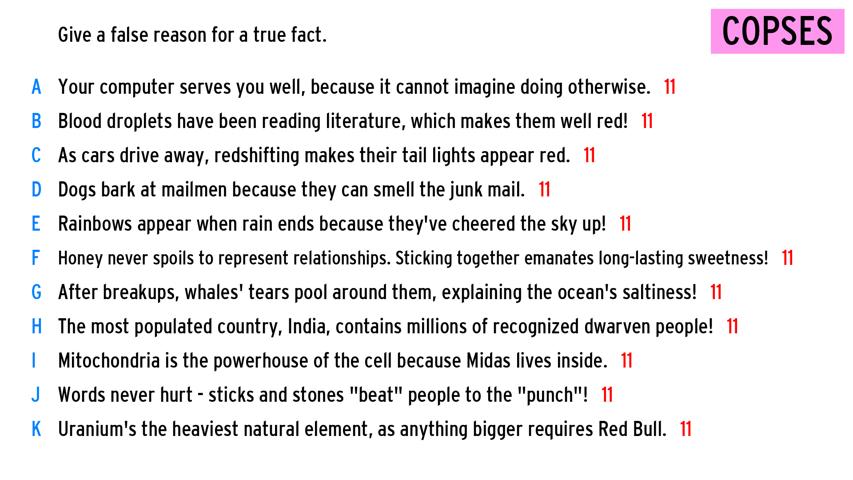 Give a false reason for a true fact.
COPSES
A Your computer serves you well, because it cannot imagine doing otherwise. 11
B Blood droplets have been reading literature, which makes them well red! 11
C As cars drive away, redshifting makes their tail lights appear red. 11
D Dogs bark at mailmen because they can smell the junk mail. 11
E Rainbows appear when rain ends because they've cheered the sky up! 11
F Honey never spoils to represent relationships. Sticking together emanates long-lasting sweetness! 11
G After breakups, whales' tears pool around them, explaining the ocean's saltiness! 11
H The most populated country, India, contains millions of recognized dwarven people! 11
I Mitochondria is the powerhouse of the cell because Midas lives inside. 11
J Words never hurt - sticks and stones "beat" people to the "punch"! 11
K Uranium's the heaviest natural element, as anything bigger requires Red Bull. 11